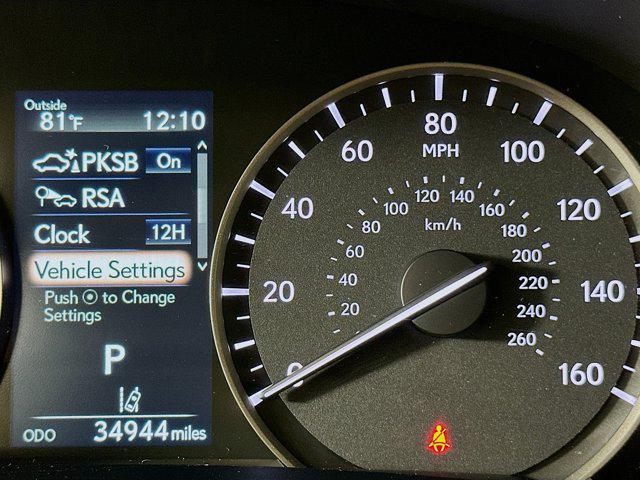 Outside
81°F 12:10
PKSB On
RSA
Clock 12H
Vehicle Settings
Push ⦿ to Change
Settings
P
ODO 34944 miles
0
20
40
60
80
100
120
140
160
MPH
20
40
60
80
100
120
140
160
180
200
220
240
260
km/h